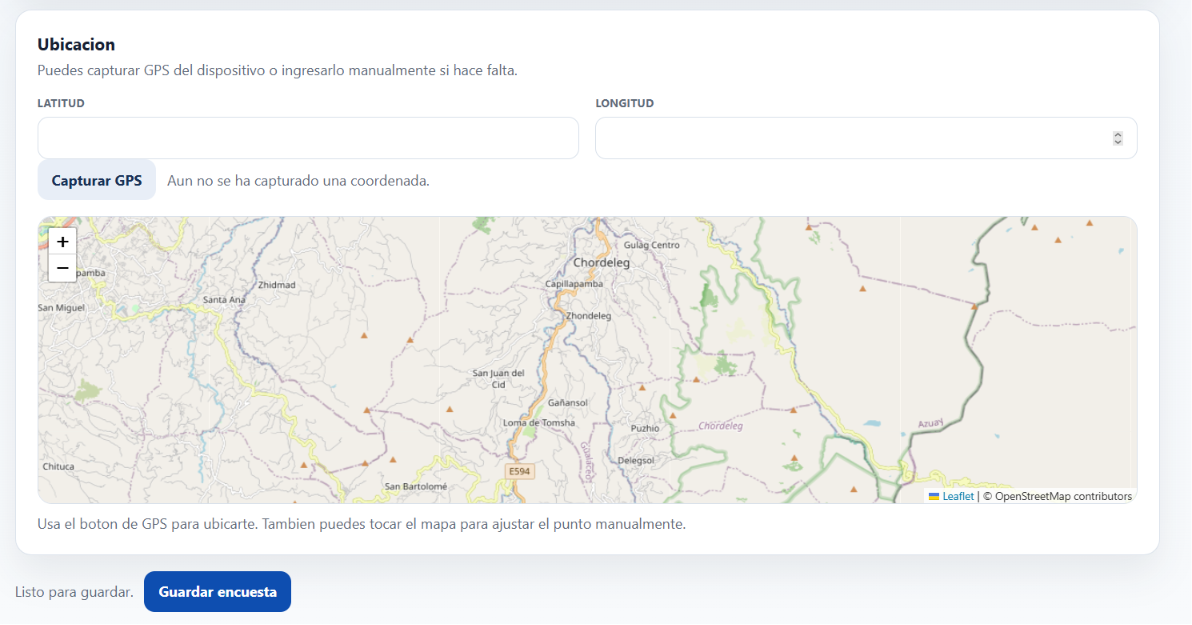 Ubicacion
Puedes capturar GPS del dispositivo o ingresarlo manualmente si hace falta.
LATITUD
LONGITUD
Capturar GPS
Aun no se ha capturado una coordenada.
+
−
Gulag Centro
Chordeleg
pamba
Zhidmad
Capillapamba
Santa Ana
San Miguel
Zhondeleg
San Juan del
Cid
Gañansol
Loma de Tomsha
Puzhio
Chordeleg
Azuay
Gualaceo
Delegsol
Chituca
E594
San Bartolomé
Leaflet | © OpenStreetMap contributors
Usa el boton de GPS para ubicarte. Tambien puedes tocar el mapa para ajustar el punto manualmente.
Listo para guardar.
Guardar encuesta